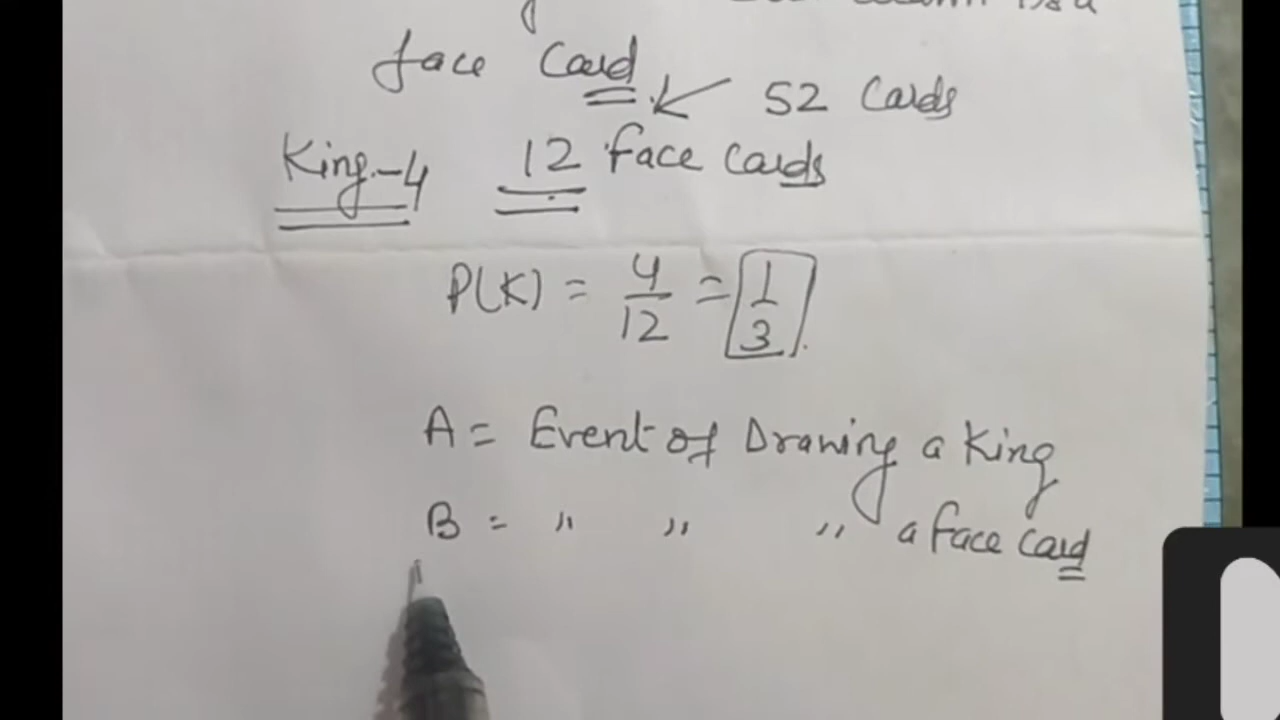 face Card
52 Cards
King-4 12 face cards
P(K) = 4/12 = 1/3
A = Event of Drawing a King
B = " " " a face card